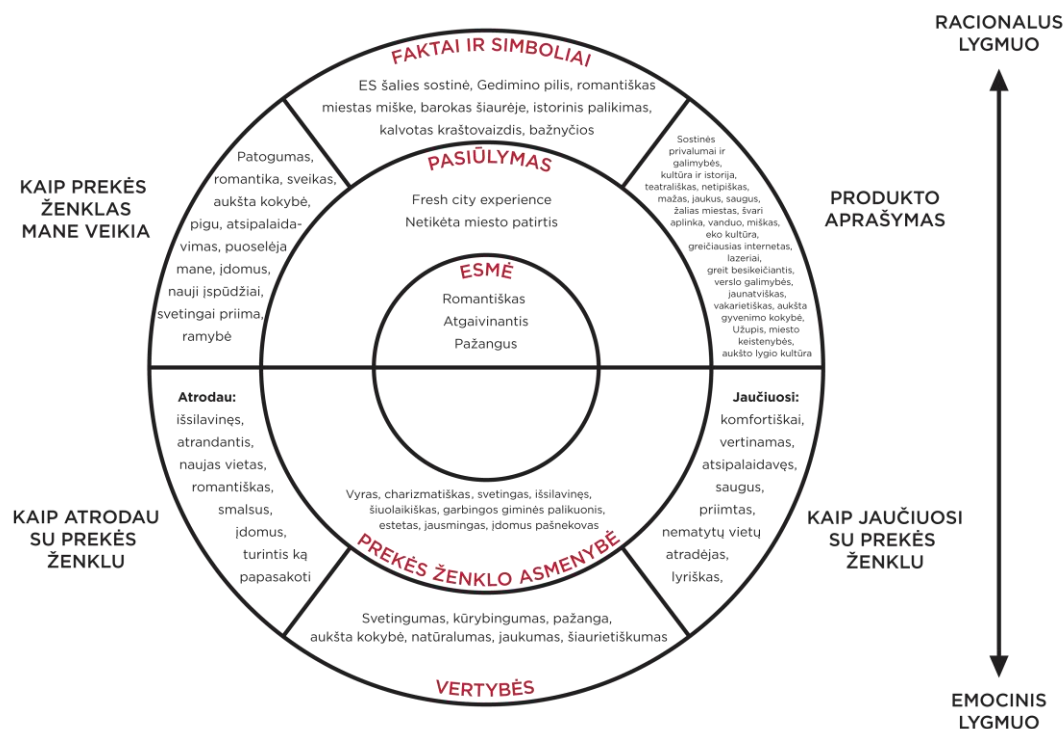 RACIONALUS
LYGMUO
FAKTAI IR SIMBOLIAI
ES šalies sostinė, Gedimino pilis, romantiškas
miestas miške, barokas šiaurėje, istorinis palikimas,
kalvotas kraštovaizdis, bažnyčios
KAIP PREKĖS
ŽENKLAS
MANE VEIKIA
Patogumas,
romantika, sveikas,
aukšta kokybė,
pigu, atsipalaida-
vimas, puoselėja
mane, įdomus,
nauji įspūdžiai,
svetingai priima,
ramybė
PASIŪLYMAS
Fresh city experience
Netikėta miesto patirtis
ESMĖ
Romantiškas
Atgaivinantis
Pažangus
Sostinės
privalumai ir
galimybės,
kultūra ir istorija,
teatrališkas, netipiškas,
mažas, jaukus, saugus,
žalias miestas, švari
aplinka, vanduo, miškas,
eko kultūra,
greičiausias internetas,
lazeriai,
greit besikeičiantis,
verslo galimybės,
jaunatviškas,
vakarietiškas, aukšta
gyvenimo kokybė,
Užupis, miesto
keistenybės,
aukšto lygio kultūra
PRODUKTO
APRAŠYMAS
KAIP ATRODAU
SU PREKĖS
ŽENKLU
Atrodau:
išsilavinęs,
atrandantis,
naujas vietas,
romantiškas,
smalsus,
įdomus,
turintis ką
papasakoti
Vyras, charizmatiškas, svetingas, išsilavinęs,
šiuolaikiškas, garbingos giminės palikuonis,
estetas, jausmingas, įdomus pašnekovas
PREKĖS ŽENKLO ASMENYBĖ
Jaučiuosi:
komfortiškai,
vertinamas,
atsipalaidavęs,
saugus,
priimtas,
nematytų vietų
atradėjas,
lyriškas,
KAIP JAUČIUOSI
SU PREKĖS
ŽENKLU
Svetingumas, kūrybingumas, pažanga,
aukšta kokybė, natūralumas, jaukumas, šiaurietiškumas
VERTYBĖS
EMOCINIS
LYGMUO